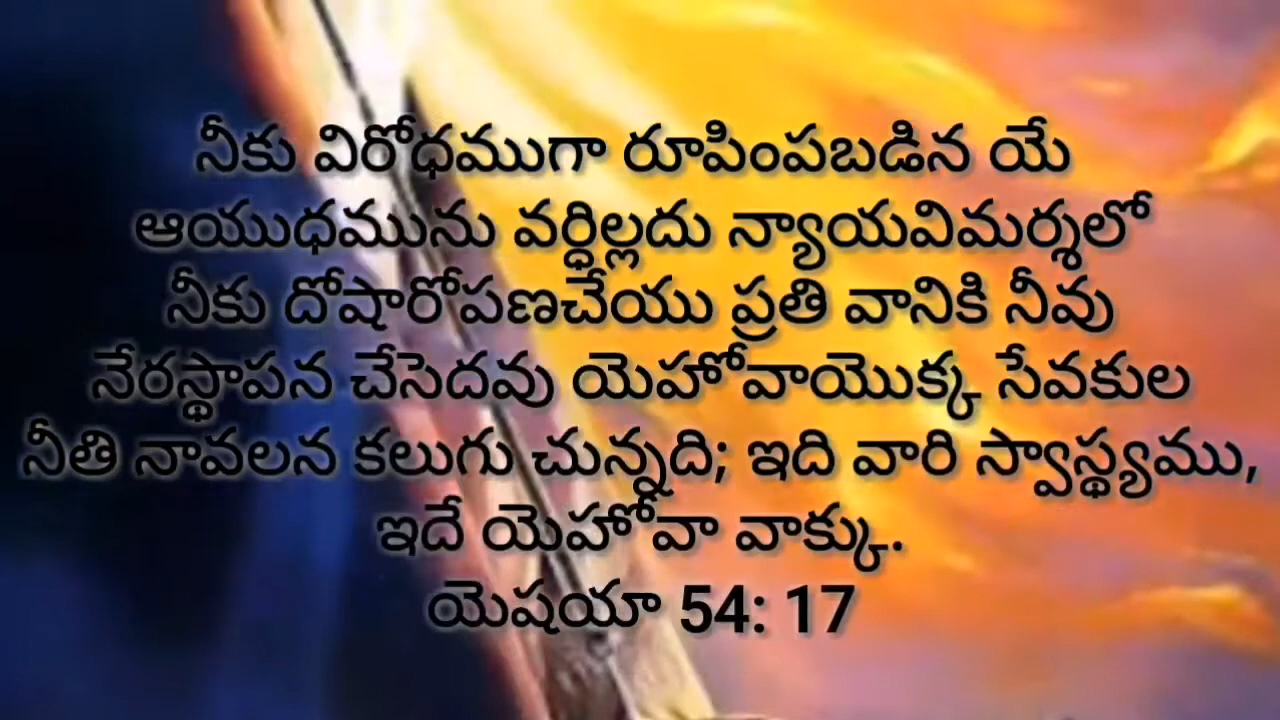 నీకు విరోధముగా రూపింపబడిన యే
ఆయుధమును వర్ధిల్లదు న్యాయవిమర్శలో
నీకు దోషారోపణచేయు ప్రతి వానికి నీవు
నేరస్థాపన చేసెదవు యెహోవాయొక్క సేవకుల
నీతి నావలన కలుగు చున్నది; ఇది వారి స్వాస్థ్యము,
ఇదే యెహోవా వాక్కు.
యెషయా 54: 17